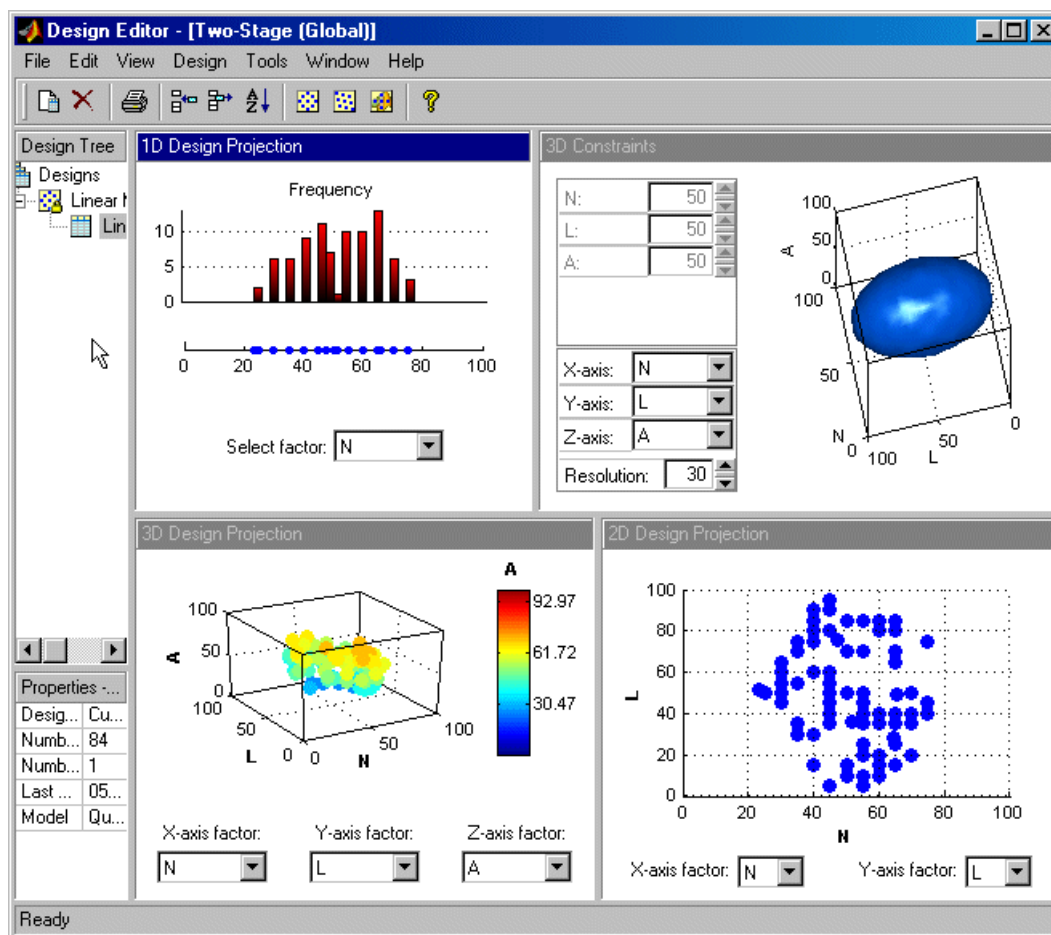 Design Editor - [Two-Stage (Global)]
File Edit View Design Tools Window Help
Design Tree
Designs
Linear
Lin
1D Design Projection
Frequency
10
5
0
0 20 40 60 80 100
Select factor: N
3D Constraints
N: 50
L: 50
A: 50
X-axis: N
Y-axis: L
Z-axis: A
Resolution: 30
100
50
0
A
100
50
0
N
100 50 0
L
3D Design Projection
100
50
0
A
100
50
0
L
0
50
100
N
A
92.97
61.72
30.47
X-axis factor: Y-axis factor: Z-axis factor:
N L A
2D Design Projection
100
80
60
40
20
0
L
0 20 40 60 80 100
N
X-axis factor: N Y-axis factor: L
Properties -...
Desig... Cu...
Numb... 84
Numb... 1
Last ... 05...
Model Qu...
Ready